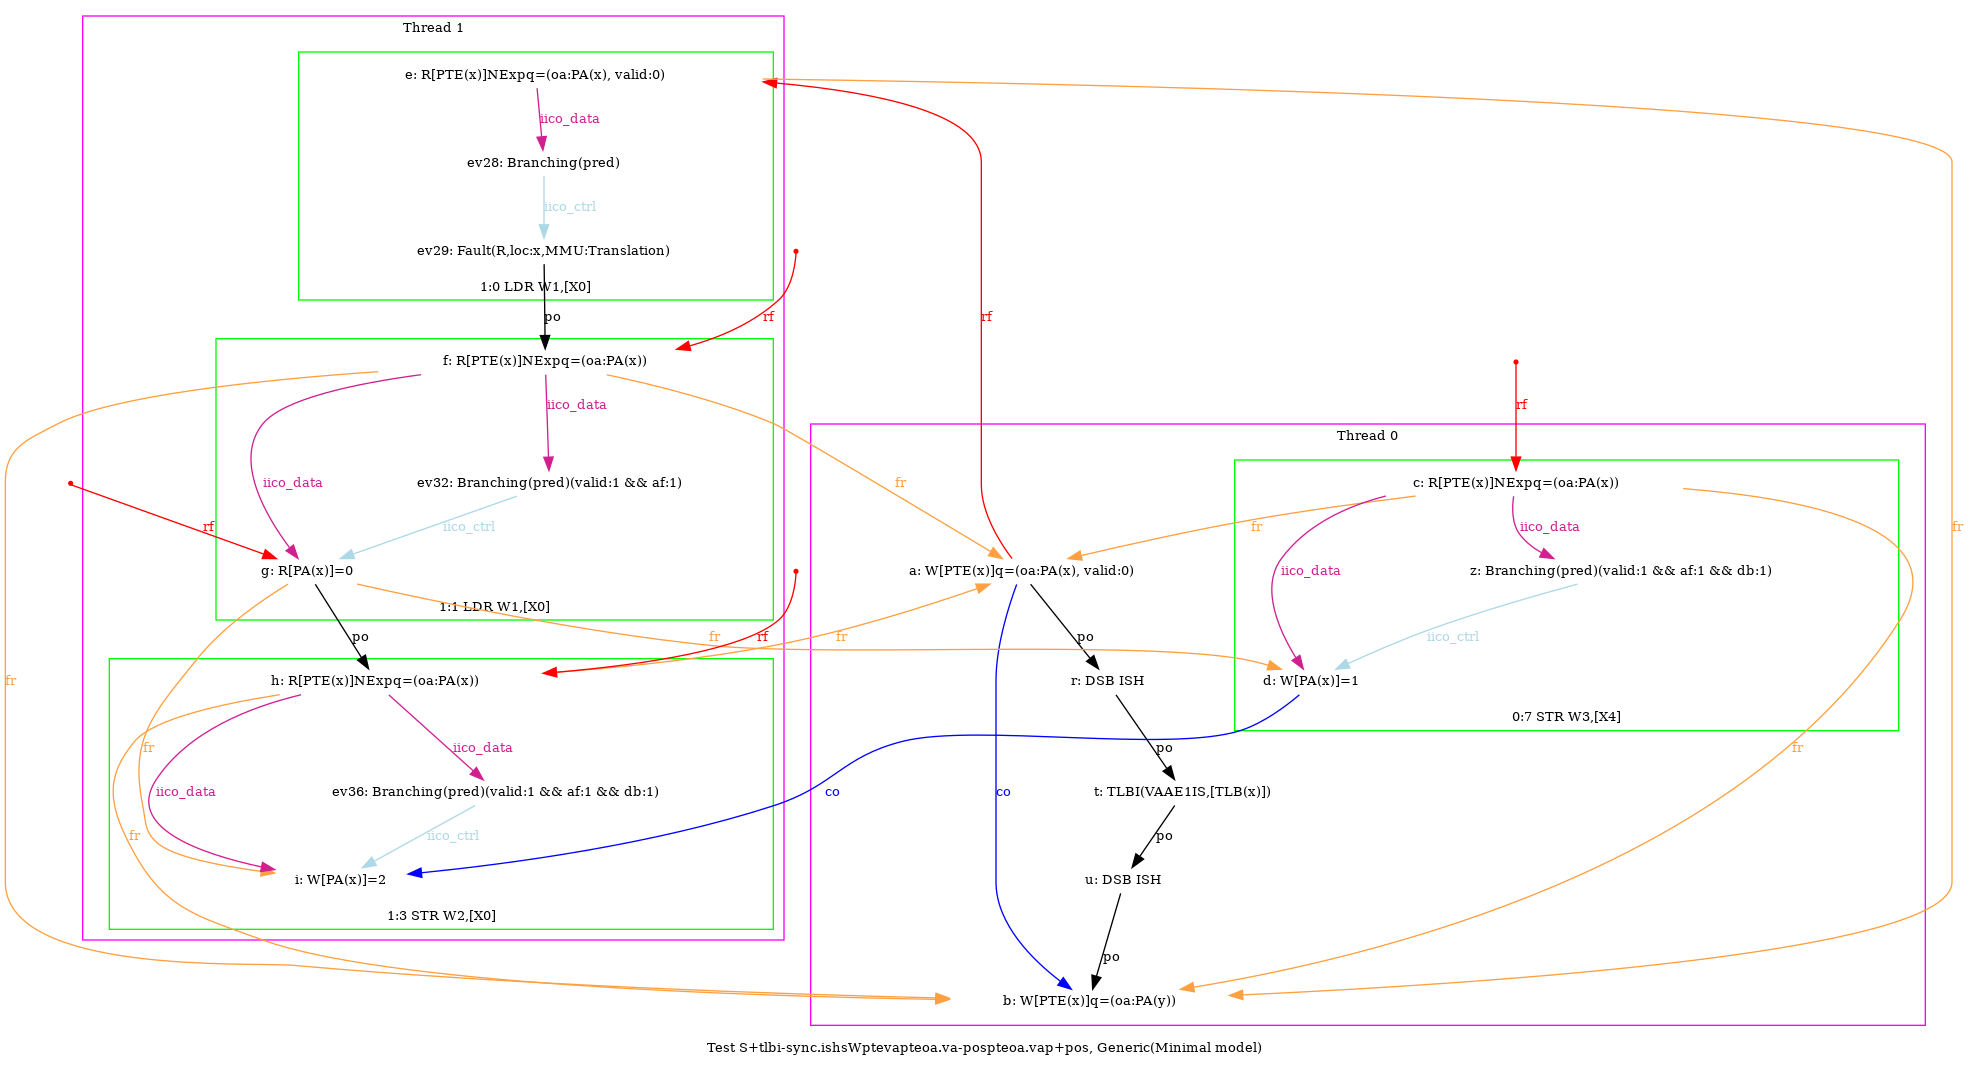 Thread 1
e: R[PTE(x)]NExpq=(oa:PA(x), valid:0)
iico_data
ev28: Branching(pred)
iico_ctrl
ev29: Fault(R,loc:x,MMU:Translation)
1:0 LDR W1,[X0]
po
rf
rf
fr
f: R[PTE(x)]NExpq=(oa:PA(x))
iico_data
iico_data
ev32: Branching(pred)(valid:1 && af:1)
iico_ctrl
rf
fr
g: R[PA(x)]=0
1:1 LDR W1,[X0]
po
fr
rf
fr
fr
h: R[PTE(x)]NExpq=(oa:PA(x))
iico_data
fr
iico_data
ev36: Branching(pred)(valid:1 && af:1 && db:1)
iico_ctrl
fr
i: W[PA(x)]=2
1:3 STR W2,[X0]
co
rf
Thread 0
c: R[PTE(x)]NExpq=(oa:PA(x))
fr
iico_data
iico_data
z: Branching(pred)(valid:1 && af:1 && db:1)
iico_ctrl
d: W[PA(x)]=1
0:7 STR W3,[X4]
fr
a: W[PTE(x)]q=(oa:PA(x), valid:0)
po
r: DSB ISH
po
co
t: TLBI(VAAE1IS,[TLB(x)])
po
u: DSB ISH
po
b: W[PTE(x)]q=(oa:PA(y))
Test S+tlbi-sync.ishsWptevapteoa.va-pospteoa.vap+pos, Generic(Minimal model)